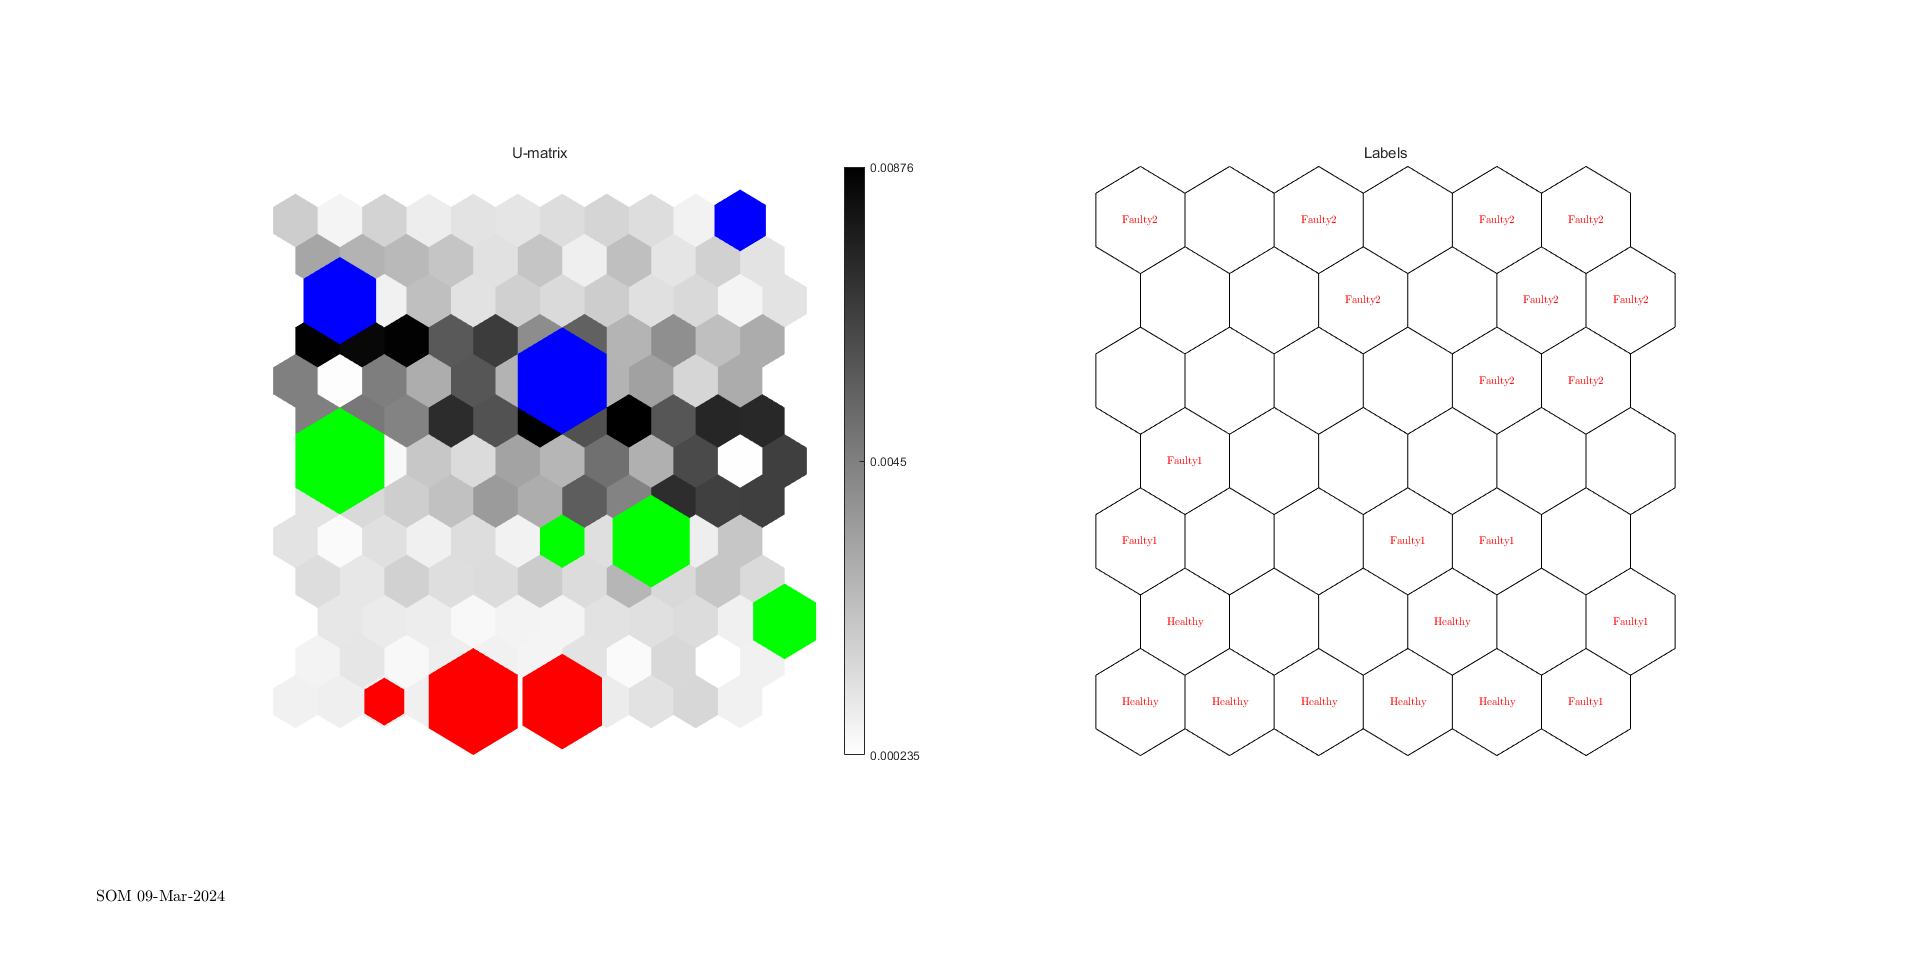 U-matrix
0.00876
0.0045
0.000235
Labels
Faulty2 Faulty2 Faulty2 Faulty2
Faulty2 Faulty2 Faulty2
Faulty2 Faulty2
Faulty1
Faulty1 Faulty1 Faulty1
Healthy Healthy Faulty1
Healthy Healthy Healthy Healthy Healthy Faulty1
SOM 09-Mar-2024